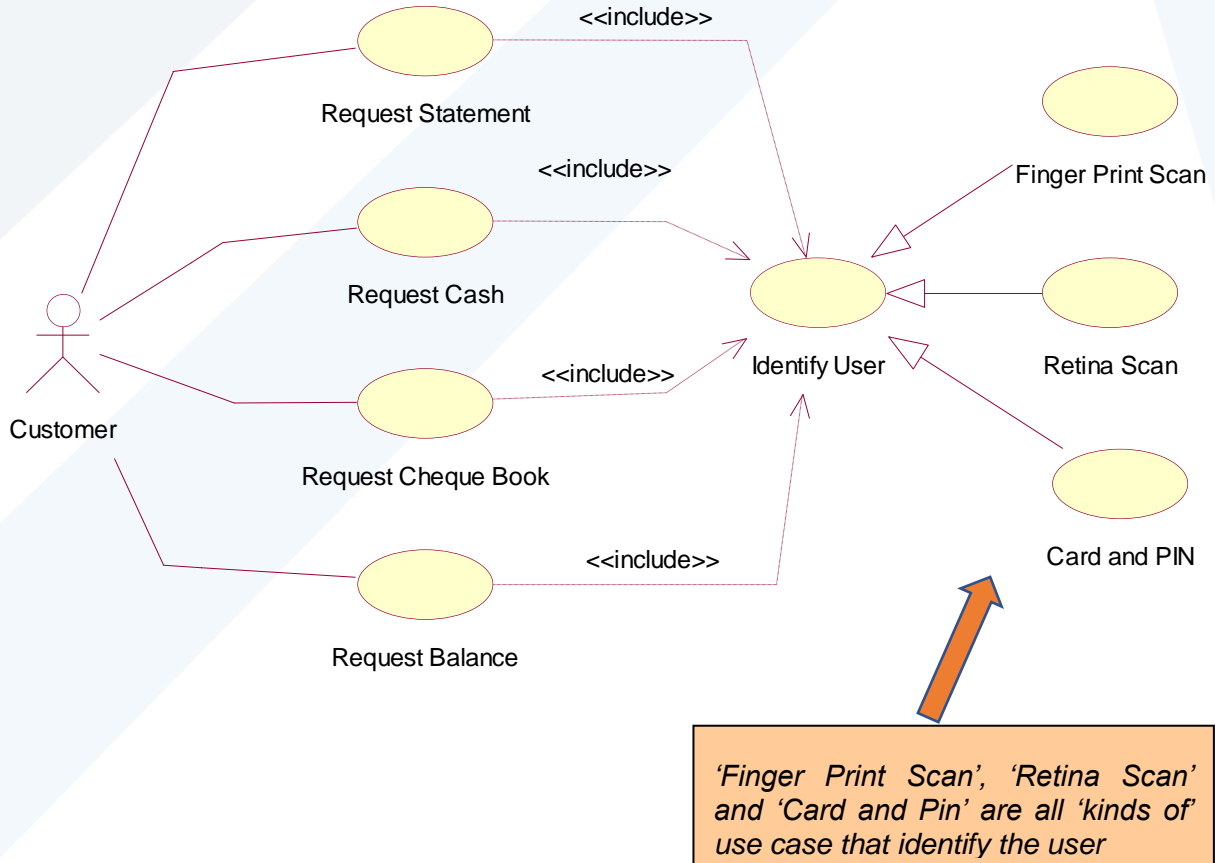 <<include>>
Request Statement
<<include>>
Finger Print Scan
Request Cash
Identify User
Retina Scan
<<include>>
Customer
Request Cheque Book
<<include>>
Card and PIN
Request Balance
‘Finger Print Scan’, ‘Retina Scan’
and ‘Card and Pin’ are all ‘kinds of’
use case that identify the user